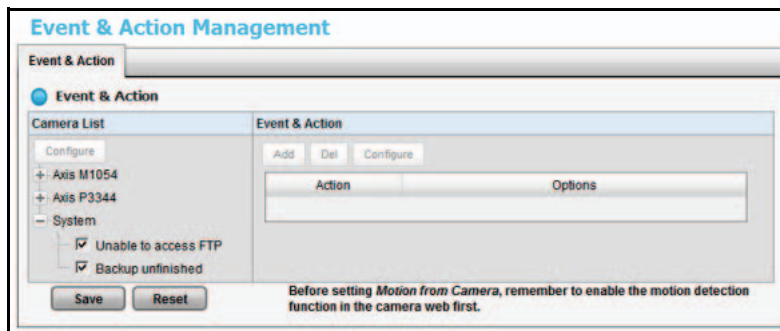 Event & Action Management
Event & Action
Event & Action
Camera List
Event & Action
Configure
Add Del Configure
Axis M1054
Axis P3344
System
Unable to access FTP
Backup unfinished
Action Options
Save Reset
Before setting Motion from Camera, remember to enable the motion detection
function in the camera web first.